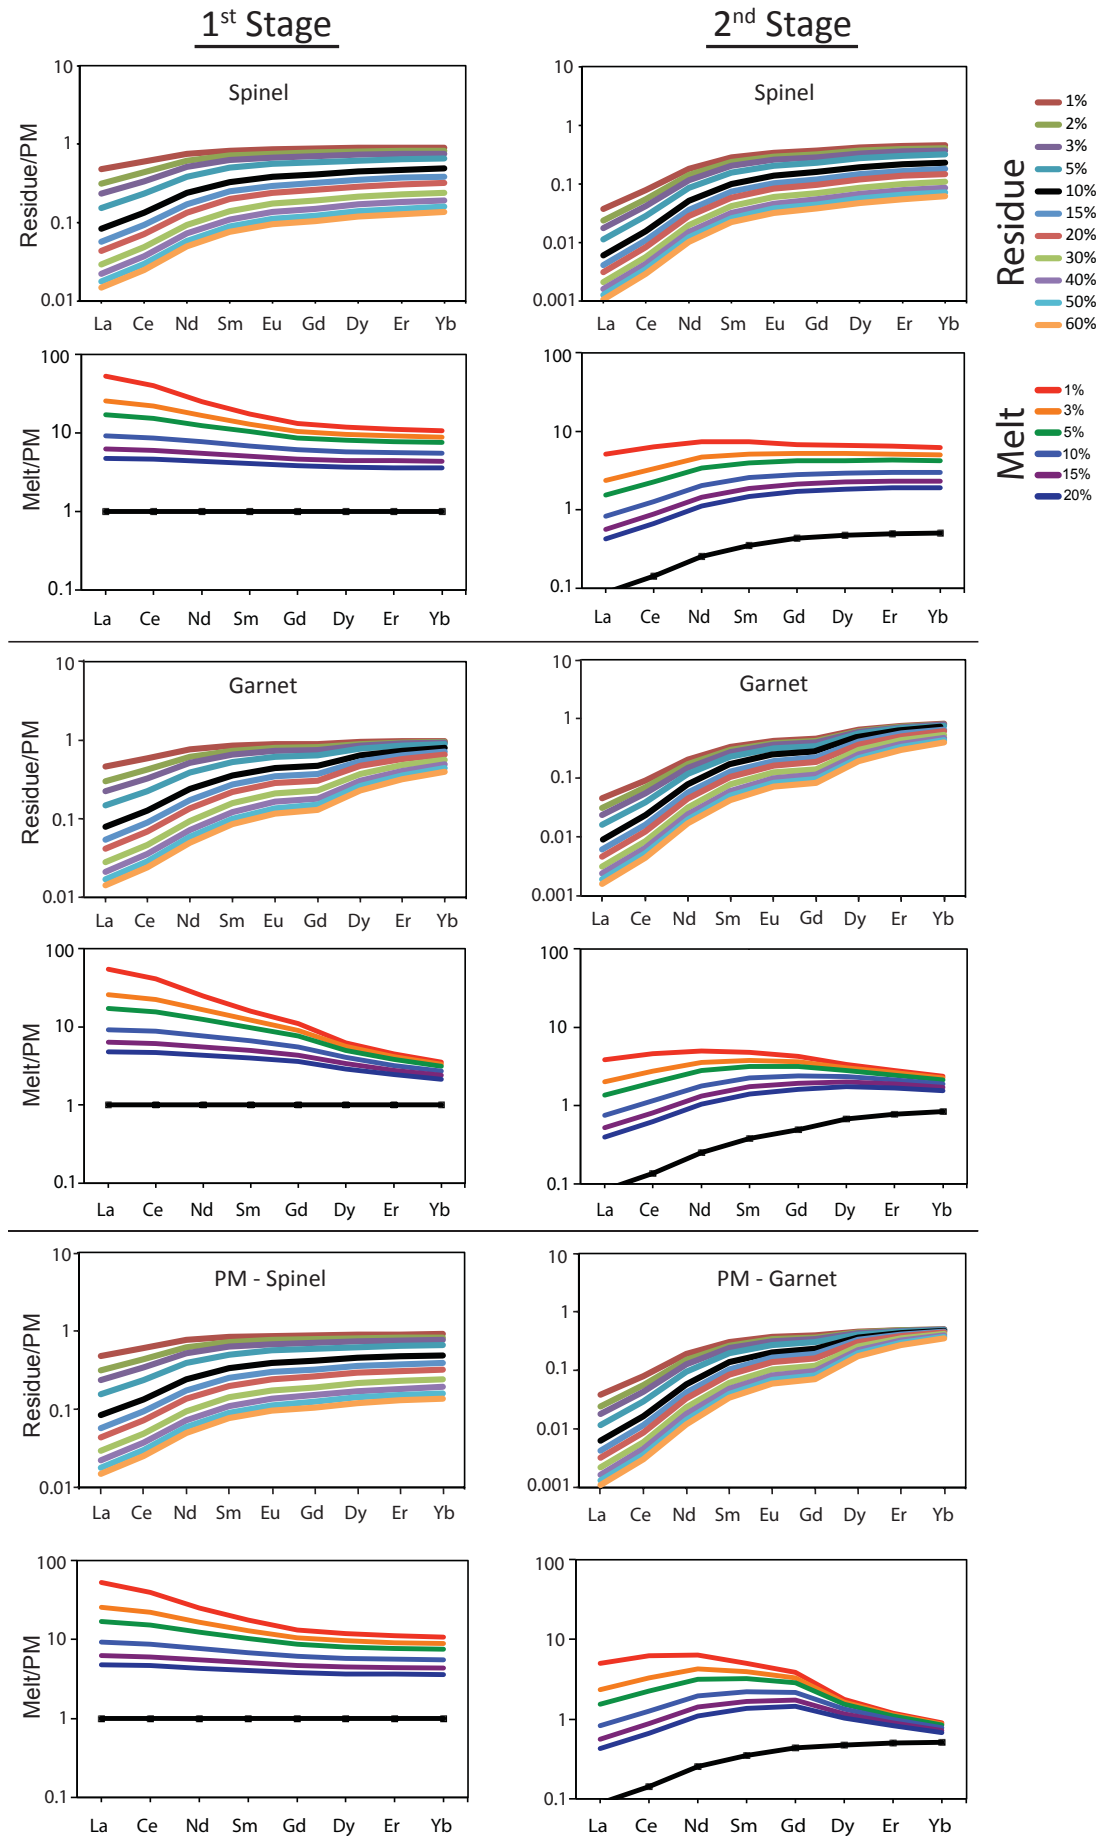 1st Stage
2nd Stage
Spinel
Residue/PM
10
1
0.1
0.01
La Ce Nd Sm Eu Gd Dy Er Yb
Spinel
10
1
0.1
0.01
0.001
La Ce Nd Sm Eu Gd Dy Er Yb
Residue
1%
2%
3%
5%
10%
15%
20%
30%
40%
50%
60%
Melt/PM
100
10
1
0.1
La Ce Nd Sm Gd Dy Er Yb
100
10
1
0.1
La Ce Nd Sm Gd Dy Er Yb
Melt
1%
3%
5%
10%
15%
20%
Garnet
Residue/PM
10
1
0.1
0.01
La Ce Nd Sm Eu Gd Dy Er Yb
Garnet
10
1
0.1
0.01
0.001
La Ce Nd Sm Eu Gd Dy Er Yb
Melt/PM
100
10
1
0.1
La Ce Nd Sm Gd Dy Er Yb
100
10
1
0.1
La Ce Nd Sm Gd Dy Er Yb
PM - Spinel
Residue/PM
10
1
0.1
0.01
La Ce Nd Sm Eu Gd Dy Er Yb
PM - Garnet
10
1
0.1
0.01
0.001
La Ce Nd Sm Eu Gd Dy Er Yb
Melt/PM
100
10
1
0.1
La Ce Nd Sm Gd Dy Er Yb
100
10
1
0.1
La Ce Nd Sm Gd Dy Er Yb